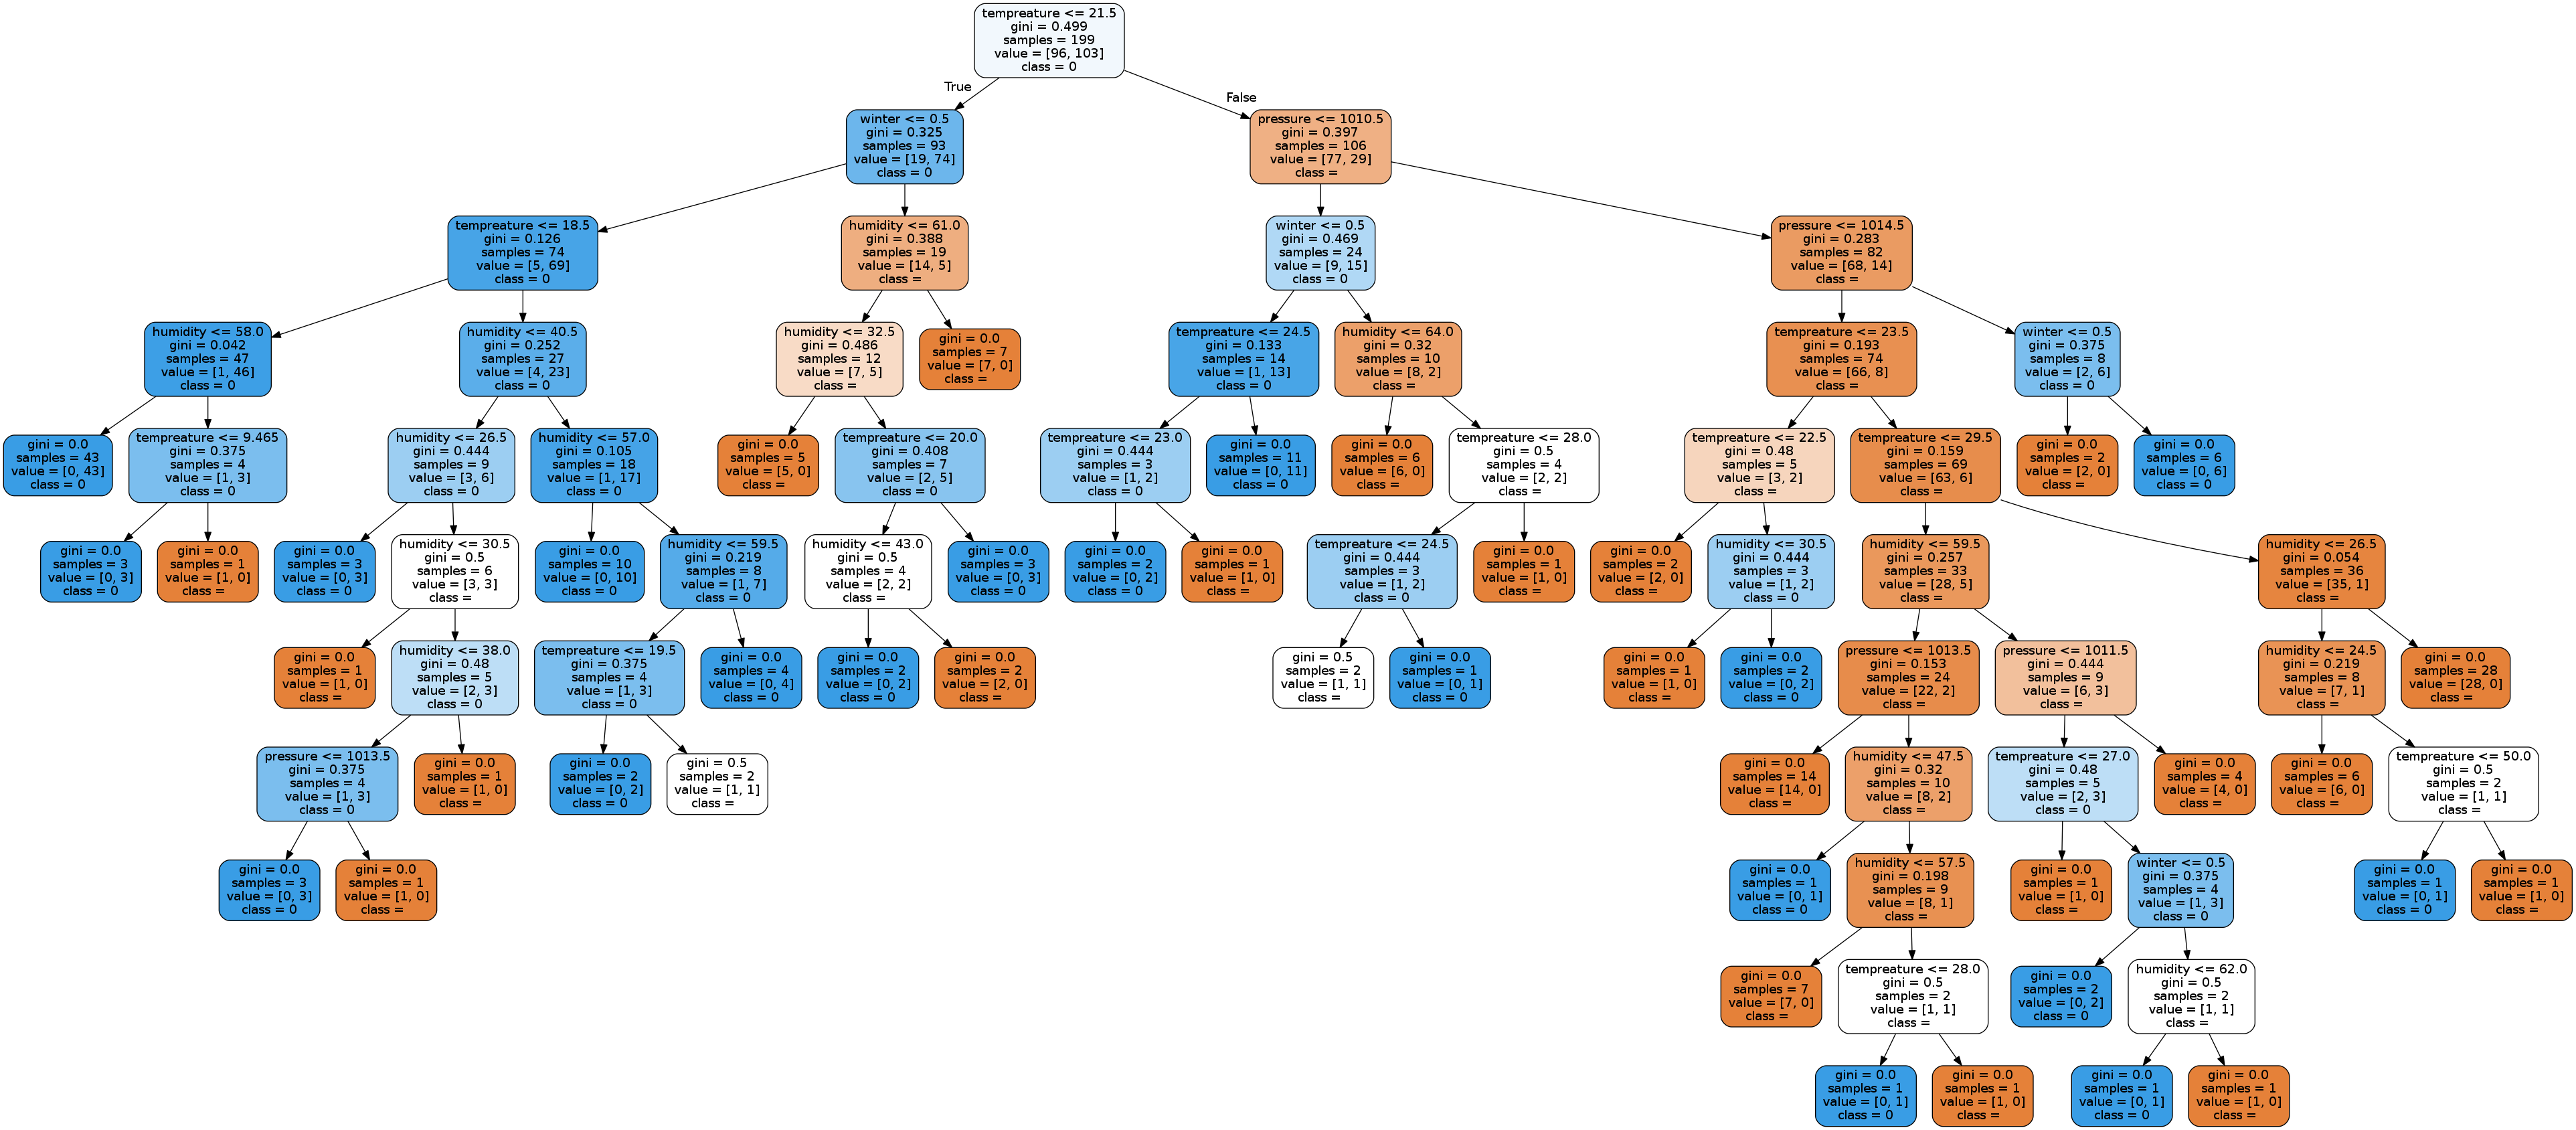 tempreature <= 21.5
gini = 0.499
samples = 199
value = [96, 103]
class = 0
True
False
winter <= 0.5
gini = 0.325
samples = 93
value = [19, 74]
class = 0
pressure <= 1010.5
gini = 0.397
samples = 106
value = [77, 29]
class =
tempreature <= 18.5
gini = 0.126
samples = 74
value = [5, 69]
class = 0
humidity <= 61.0
gini = 0.388
samples = 19
value = [14, 5]
class =
winter <= 0.5
gini = 0.469
samples = 24
value = [9, 15]
class = 0
pressure <= 1014.5
gini = 0.283
samples = 82
value = [68, 14]
class =
humidity <= 58.0
gini = 0.042
samples = 47
value = [1, 46]
class = 0
humidity <= 40.5
gini = 0.252
samples = 27
value = [4, 23]
class = 0
humidity <= 32.5
gini = 0.486
samples = 12
value = [7, 5]
class =
gini = 0.0
samples = 7
value = [7, 0]
class =
tempreature <= 24.5
gini = 0.133
samples = 14
value = [1, 13]
class = 0
humidity <= 64.0
gini = 0.32
samples = 10
value = [8, 2]
class =
tempreature <= 23.5
gini = 0.193
samples = 74
value = [66, 8]
class =
winter <= 0.5
gini = 0.375
samples = 8
value = [2, 6]
class = 0
gini = 0.0
samples = 43
value = [0, 43]
class = 0
tempreature <= 9.465
gini = 0.375
samples = 4
value = [1, 3]
class = 0
humidity <= 26.5
gini = 0.444
samples = 9
value = [3, 6]
class = 0
humidity <= 57.0
gini = 0.105
samples = 18
value = [1, 17]
class = 0
gini = 0.0
samples = 5
value = [5, 0]
class =
tempreature <= 20.0
gini = 0.408
samples = 7
value = [2, 5]
class = 0
tempreature <= 23.0
gini = 0.444
samples = 3
value = [1, 2]
class = 0
gini = 0.0
samples = 11
value = [0, 11]
class = 0
gini = 0.0
samples = 6
value = [6, 0]
class =
tempreature <= 28.0
gini = 0.5
samples = 4
value = [2, 2]
class =
tempreature <= 22.5
gini = 0.48
samples = 5
value = [3, 2]
class =
tempreature <= 29.5
gini = 0.159
samples = 69
value = [63, 6]
class =
gini = 0.0
samples = 2
value = [2, 0]
class =
gini = 0.0
samples = 6
value = [0, 6]
class = 0
gini = 0.0
samples = 3
value = [0, 3]
class = 0
gini = 0.0
samples = 1
value = [1, 0]
class =
gini = 0.0
samples = 3
value = [0, 3]
class = 0
humidity <= 30.5
gini = 0.5
samples = 6
value = [3, 3]
class =
gini = 0.0
samples = 10
value = [0, 10]
class = 0
humidity <= 59.5
gini = 0.219
samples = 8
value = [1, 7]
class = 0
humidity <= 43.0
gini = 0.5
samples = 4
value = [2, 2]
class =
gini = 0.0
samples = 3
value = [0, 3]
class = 0
gini = 0.0
samples = 2
value = [0, 2]
class = 0
gini = 0.0
samples = 1
value = [1, 0]
class =
tempreature <= 24.5
gini = 0.444
samples = 3
value = [1, 2]
class = 0
gini = 0.0
samples = 1
value = [1, 0]
class =
gini = 0.0
samples = 2
value = [2, 0]
class =
humidity <= 30.5
gini = 0.444
samples = 3
value = [1, 2]
class = 0
humidity <= 59.5
gini = 0.257
samples = 33
value = [28, 5]
class =
humidity <= 26.5
gini = 0.054
samples = 36
value = [35, 1]
class =
gini = 0.0
samples = 1
value = [1, 0]
class =
humidity <= 38.0
gini = 0.48
samples = 5
value = [2, 3]
class = 0
tempreature <= 19.5
gini = 0.375
samples = 4
value = [1, 3]
class = 0
gini = 0.0
samples = 4
value = [0, 4]
class = 0
gini = 0.0
samples = 2
value = [0, 2]
class = 0
gini = 0.0
samples = 2
value = [2, 0]
class =
gini = 0.5
samples = 2
value = [1, 1]
class =
gini = 0.0
samples = 1
value = [0, 1]
class = 0
gini = 0.0
samples = 1
value = [1, 0]
class =
gini = 0.0
samples = 2
value = [0, 2]
class = 0
pressure <= 1013.5
gini = 0.153
samples = 24
value = [22, 2]
class =
pressure <= 1011.5
gini = 0.444
samples = 9
value = [6, 3]
class =
humidity <= 24.5
gini = 0.219
samples = 8
value = [7, 1]
class =
gini = 0.0
samples = 28
value = [28, 0]
class =
pressure <= 1013.5
gini = 0.375
samples = 4
value = [1, 3]
class = 0
gini = 0.0
samples = 1
value = [1, 0]
class =
gini = 0.0
samples = 2
value = [0, 2]
class = 0
gini = 0.5
samples = 2
value = [1, 1]
class =
gini = 0.0
samples = 14
value = [14, 0]
class =
humidity <= 47.5
gini = 0.32
samples = 10
value = [8, 2]
class =
tempreature <= 27.0
gini = 0.48
samples = 5
value = [2, 3]
class = 0
gini = 0.0
samples = 4
value = [4, 0]
class =
gini = 0.0
samples = 6
value = [6, 0]
class =
tempreature <= 50.0
gini = 0.5
samples = 2
value = [1, 1]
class =
gini = 0.0
samples = 3
value = [0, 3]
class = 0
gini = 0.0
samples = 1
value = [1, 0]
class =
gini = 0.0
samples = 1
value = [0, 1]
class = 0
humidity <= 57.5
gini = 0.198
samples = 9
value = [8, 1]
class =
gini = 0.0
samples = 1
value = [1, 0]
class =
winter <= 0.5
gini = 0.375
samples = 4
value = [1, 3]
class = 0
gini = 0.0
samples = 1
value = [0, 1]
class = 0
gini = 0.0
samples = 1
value = [1, 0]
class =
gini = 0.0
samples = 7
value = [7, 0]
class =
tempreature <= 28.0
gini = 0.5
samples = 2
value = [1, 1]
class =
gini = 0.0
samples = 2
value = [0, 2]
class = 0
humidity <= 62.0
gini = 0.5
samples = 2
value = [1, 1]
class =
gini = 0.0
samples = 1
value = [0, 1]
class = 0
gini = 0.0
samples = 1
value = [1, 0]
class =
gini = 0.0
samples = 1
value = [0, 1]
class = 0
gini = 0.0
samples = 1
value = [1, 0]
class =